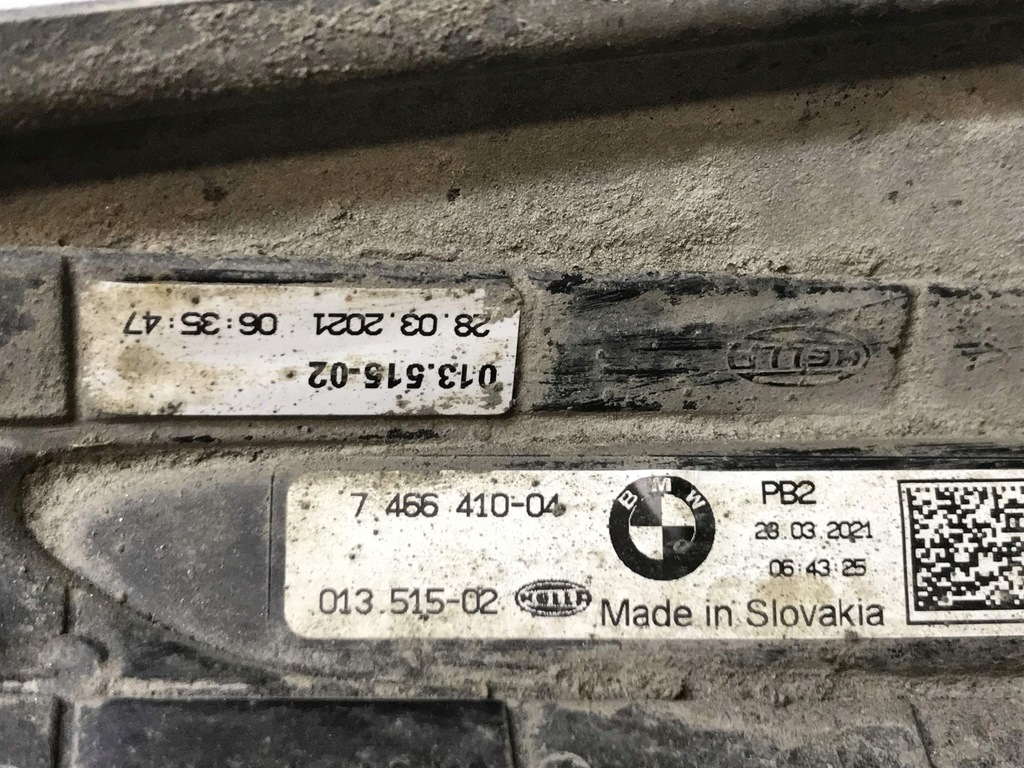 28.03.2021 06:35:47
013.515-02
HELLA
7 466 410-04
BMW
PB2
28 03 2021
06 43 25
013.515-02
HELLA
Made in Slovakia